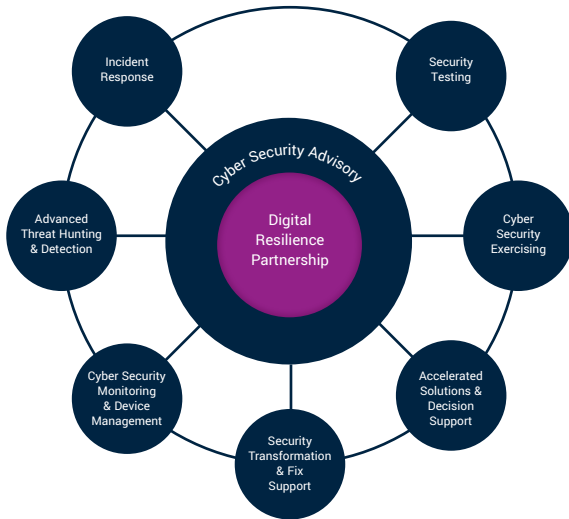 Incident
Response
Security
Testing
Cyber Security Advisory
Digital
Resilience
Partnership
Advanced
Threat Hunting
& Detection
Cyber
Security
Exercising
Cyber Security
Monitoring
& Device
Management
Accelerated
Solutions &
Decision
Support
Security
Transformation
& Fix
Support